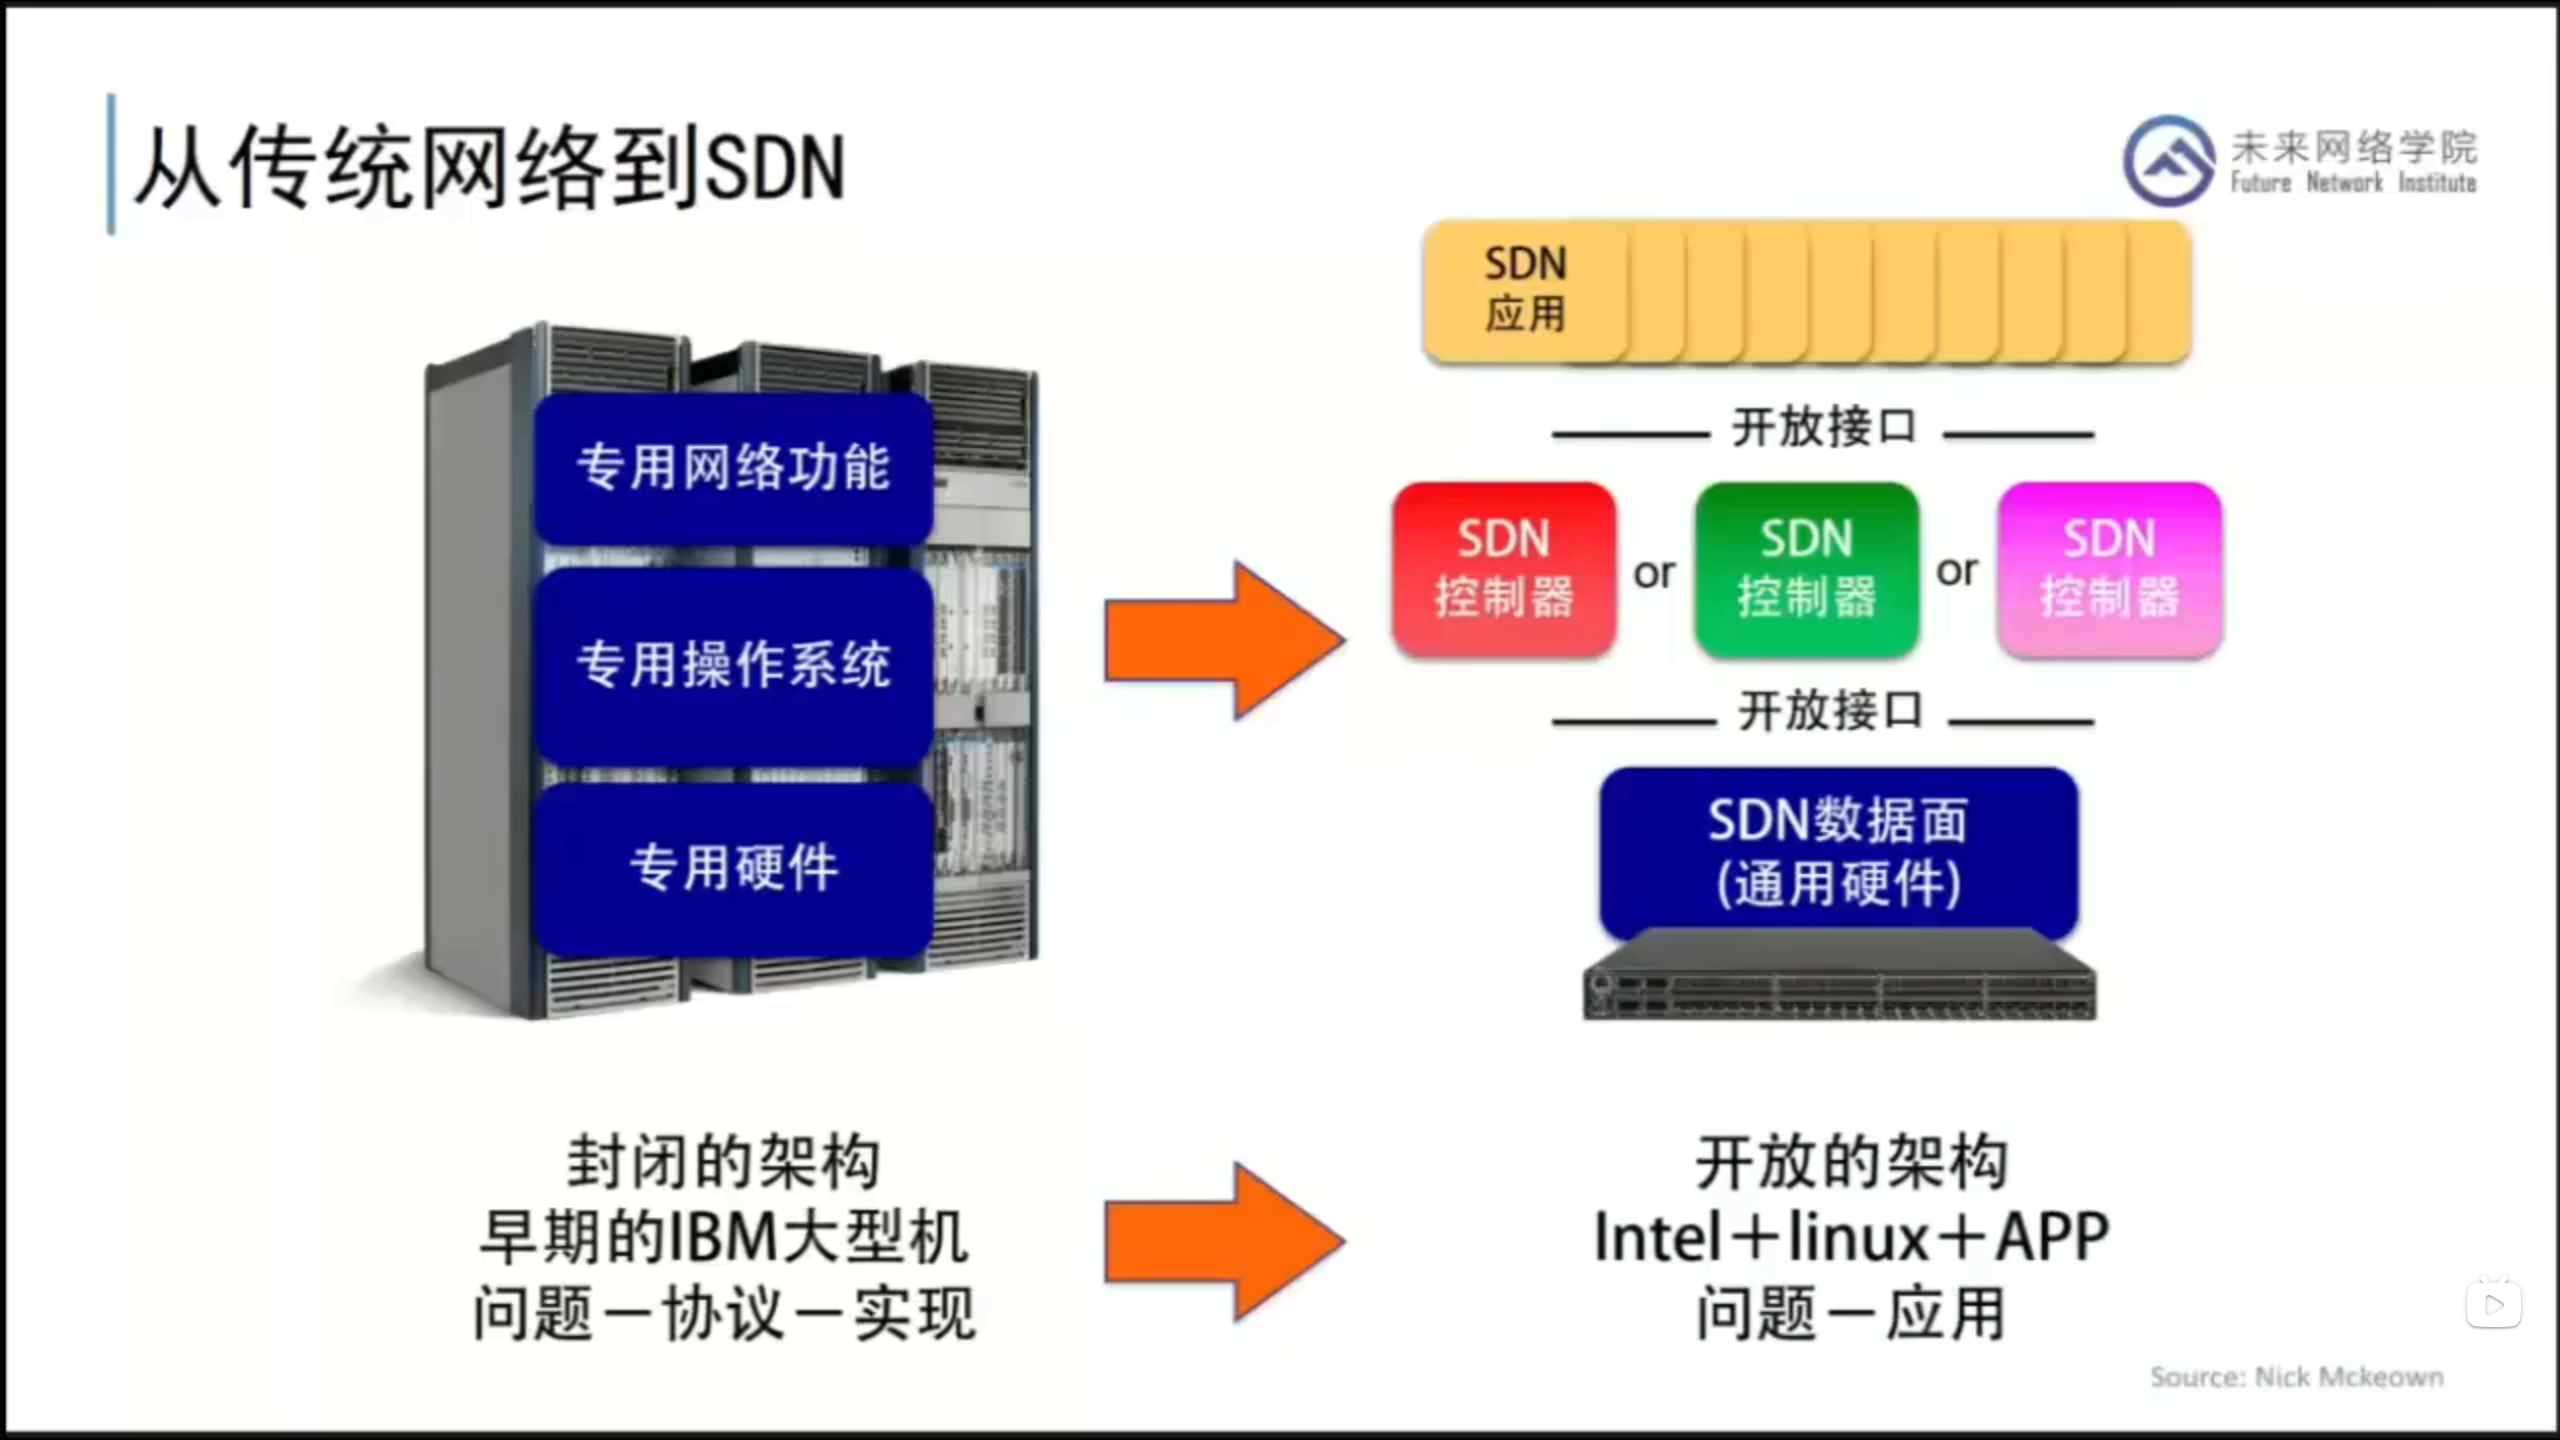 从传统网络到SDN
未来网络学院
Future Network Institute
专用网络功能
专用操作系统
专用硬件
SDN
应用
开放接口
SDN
控制器
or
SDN
控制器
or
SDN
控制器
开放接口
SDN数据面
(通用硬件)
封闭的架构
早期的IBM大型机
问题－协议－实现
开放的架构
Intel＋linux＋APP
问题－应用
Source: Nick Mckeown